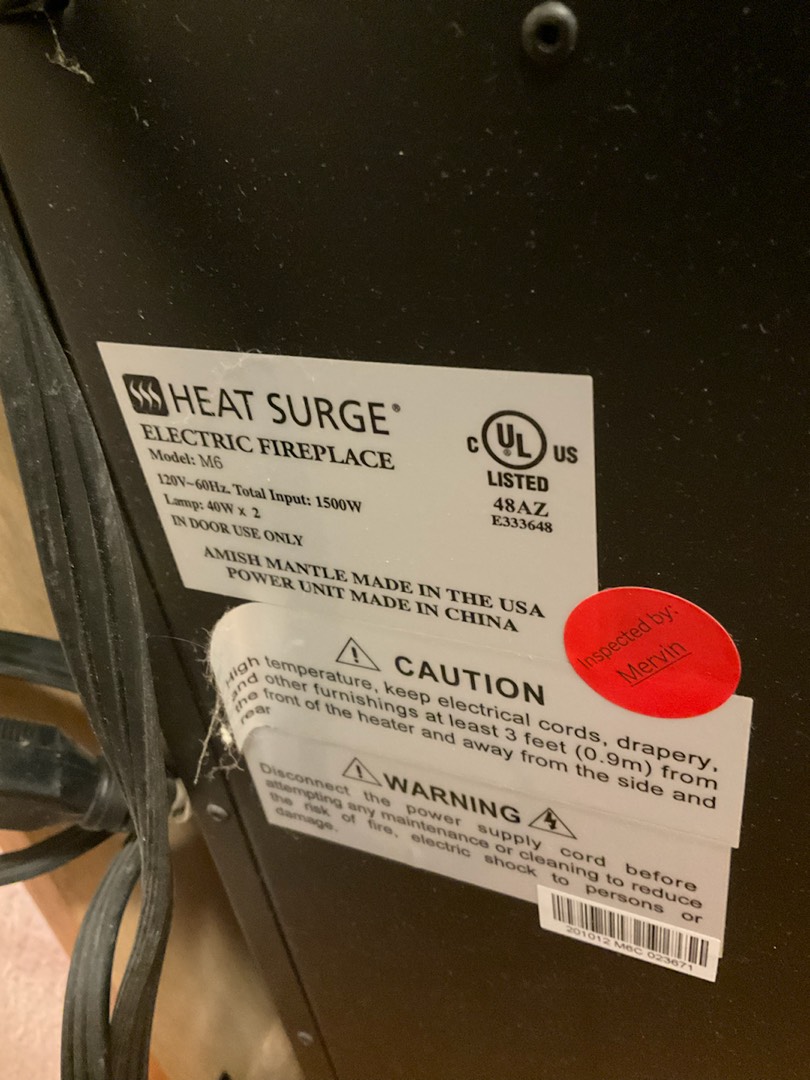 HEAT SURGE®
ELECTRIC FIREPLACE
Model: M6
120V~60Hz, Total Input: 1500W
Lamp: 40W x 2
IN DOOR USE ONLY
C UL US
LISTED
48AZ
E333648
AMISH MANTLE MADE IN THE USA
POWER UNIT MADE IN CHINA
Inspected by:
Mervin
CAUTION
High temperature, keep electrical cords, drapery,
and other furnishings at least 3 feet (0.9m) from
the front of the heater and away from the side and
rear
WARNING
Disconnect the power supply cord before
attempting any maintenance or cleaning to reduce
the risk of fire, electric shock to persons or
damage.
201012 M6C 023671